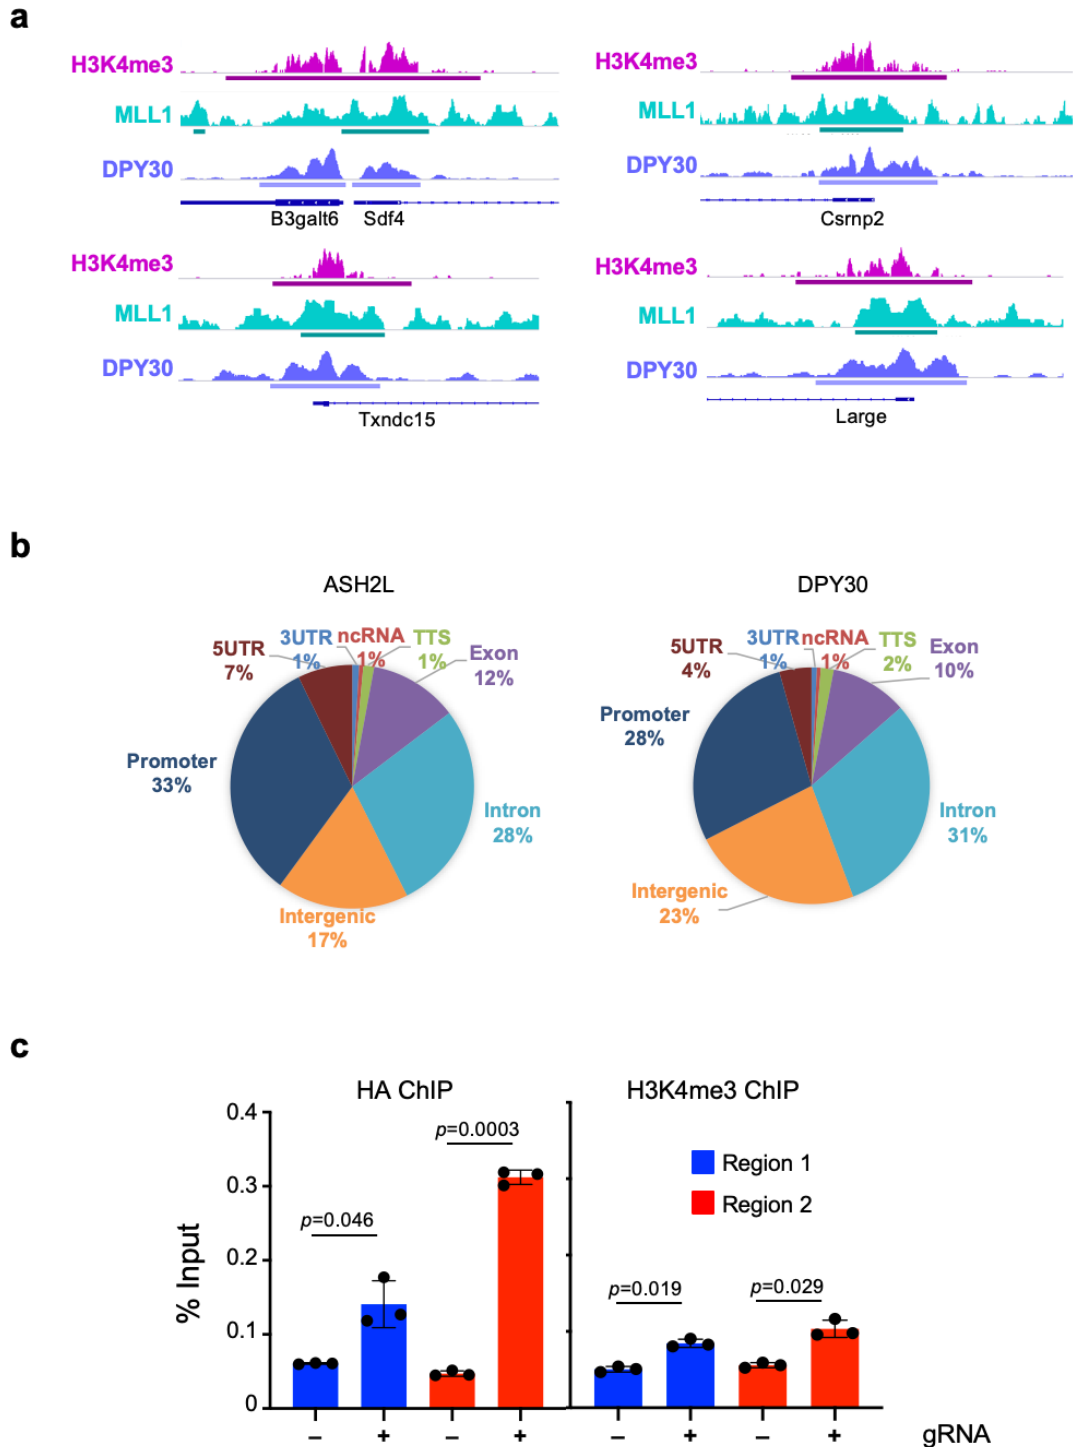 a
H3K4me3
MLL1
DPY30
B3galt6 Sdf4
H3K4me3
MLL1
DPY30
Csrnp2
H3K4me3
MLL1
DPY30
Txndc15
H3K4me3
MLL1
DPY30
Large
b
ASH2L
5UTR
7%
3UTR
1%
ncRNA
1%
TTS
1%
Exon
12%
Promoter
33%
Intron
28%
Intergenic
17%
DPY30
5UTR
4%
3UTR
1%
ncRNA
1%
TTS
2%
Exon
10%
Promoter
28%
Intron
31%
Intergenic
23%
c
HA ChIP
H3K4me3 ChIP
% Input
0.4
0.3
0.2
0.1
0
p=0.046
p=0.0003
p=0.019
p=0.029
Region 1
Region 2
– + – + – + – + gRNA